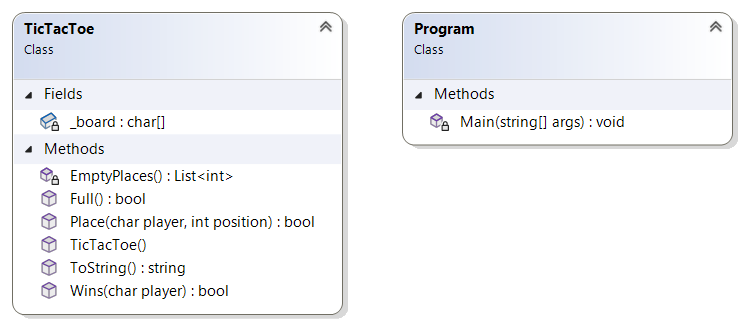 TicTacToe
Class
Fields
_board : char[]
Methods
EmptyPlaces() : List<int>
Full() : bool
Place(char player, int position) : bool
TicTacToe()
ToString() : string
Wins(char player) : bool
Program
Class
Methods
Main(string[] args) : void